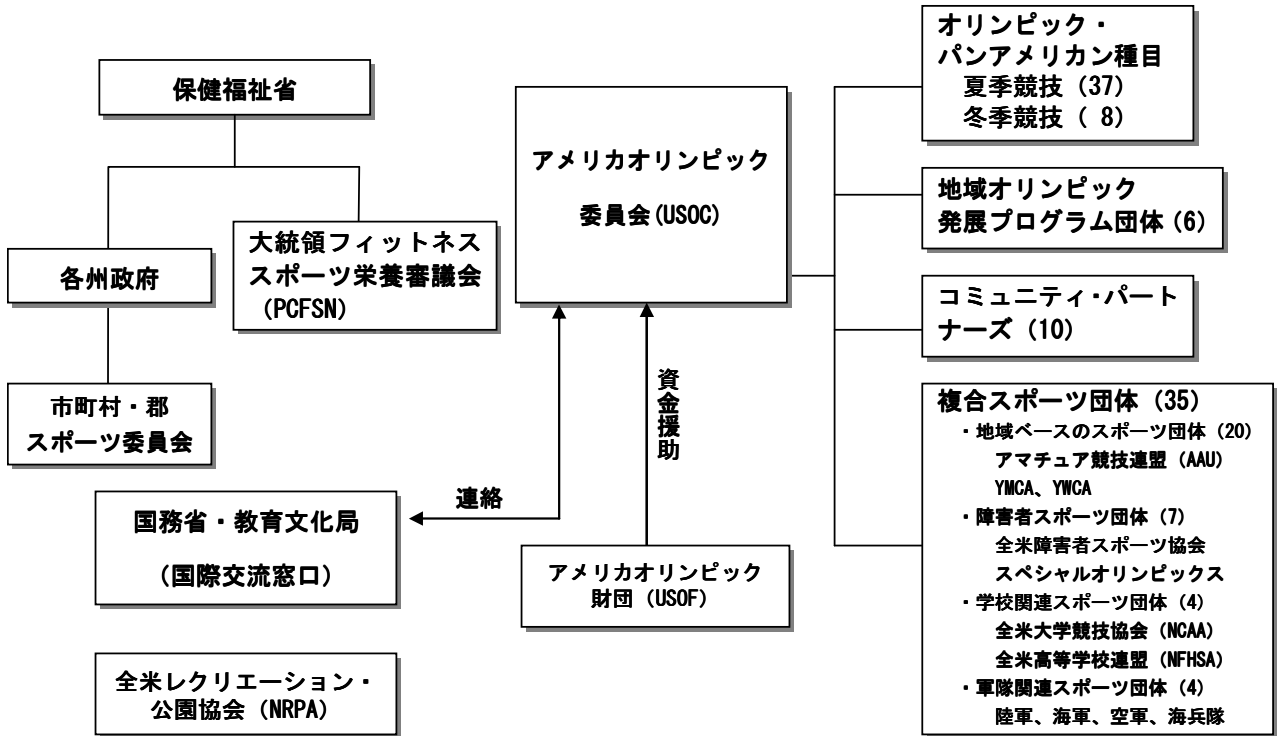 保健福祉省
各州政府
大統領フィットネス
スポーツ栄養審議会
(PCFSN)
市町村・郡
スポーツ委員会
国務省・教育文化局
(国際交流窓口)
全米レクリエーション・
公園協会(NRPA)
アメリカオリンピック
委員会(USOC)
連絡
資金援助
アメリカオリンピック
財団(USOF)
オリンピック・
パンアメリカン種目
夏季競技(37)
冬季競技( 8)
地域オリンピック
発展プログラム団体(6)
コミュニティ・パート
ナーズ(10)
複合スポーツ団体(35)
・地域ベースのスポーツ団体(20)
アマチュア競技連盟(AAU)
YMCA、YWCA
・障害者スポーツ団体(7)
全米障害者スポーツ協会
スペシャルオリンピックス
・学校関連スポーツ団体(4)
全米大学競技協会(NCAA)
全米高等学校連盟(NFHSA)
・軍隊関連スポーツ団体(4)
陸軍、海軍、空軍、海兵隊